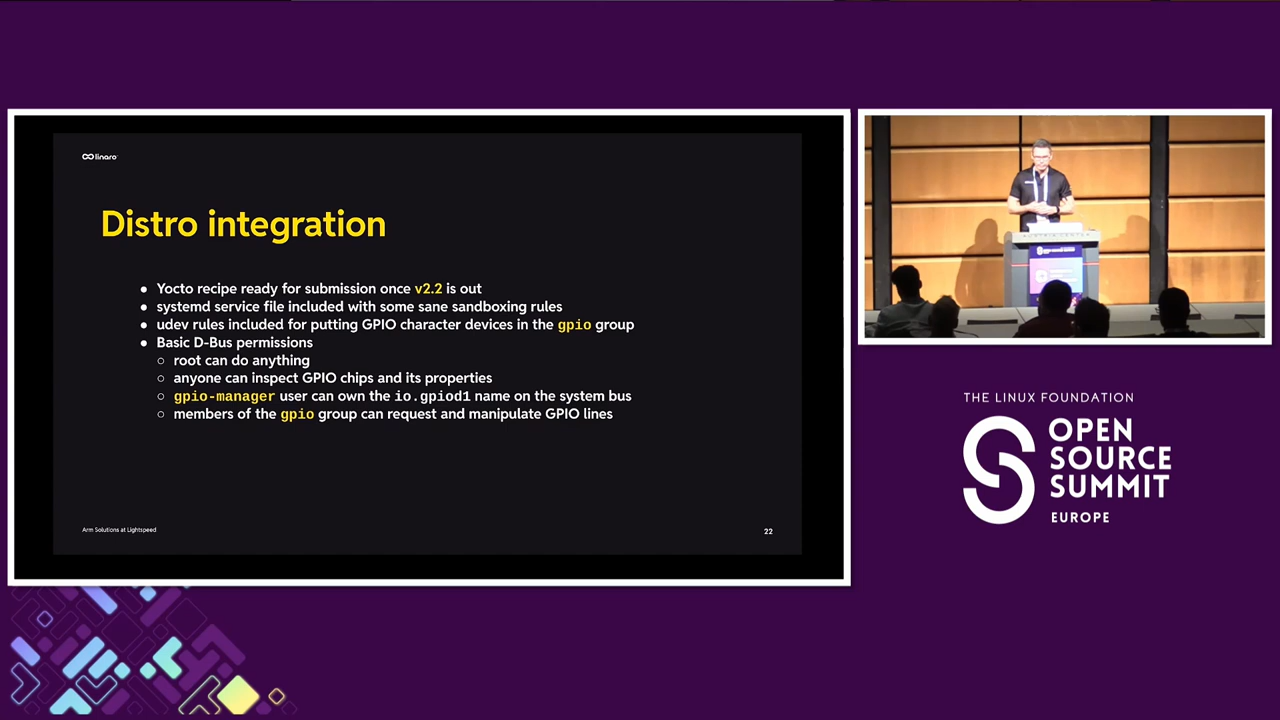 linaro
Distro integration
● Yocto recipe ready for submission once v2.2 is out
● systemd service file included with some sane sandboxing rules
● udev rules included for putting GPIO character devices in the gpio group
● Basic D-Bus permissions
○ root can do anything
○ anyone can inspect GPIO chips and its properties
○ gpio-manager user can own the io.gpiod1 name on the system bus
○ members of the gpio group can request and manipulate GPIO lines
Arm Solutions at Lightspeed
22
THE LINUX FOUNDATION
OPEN
SOURCE
SUMMIT
EUROPE